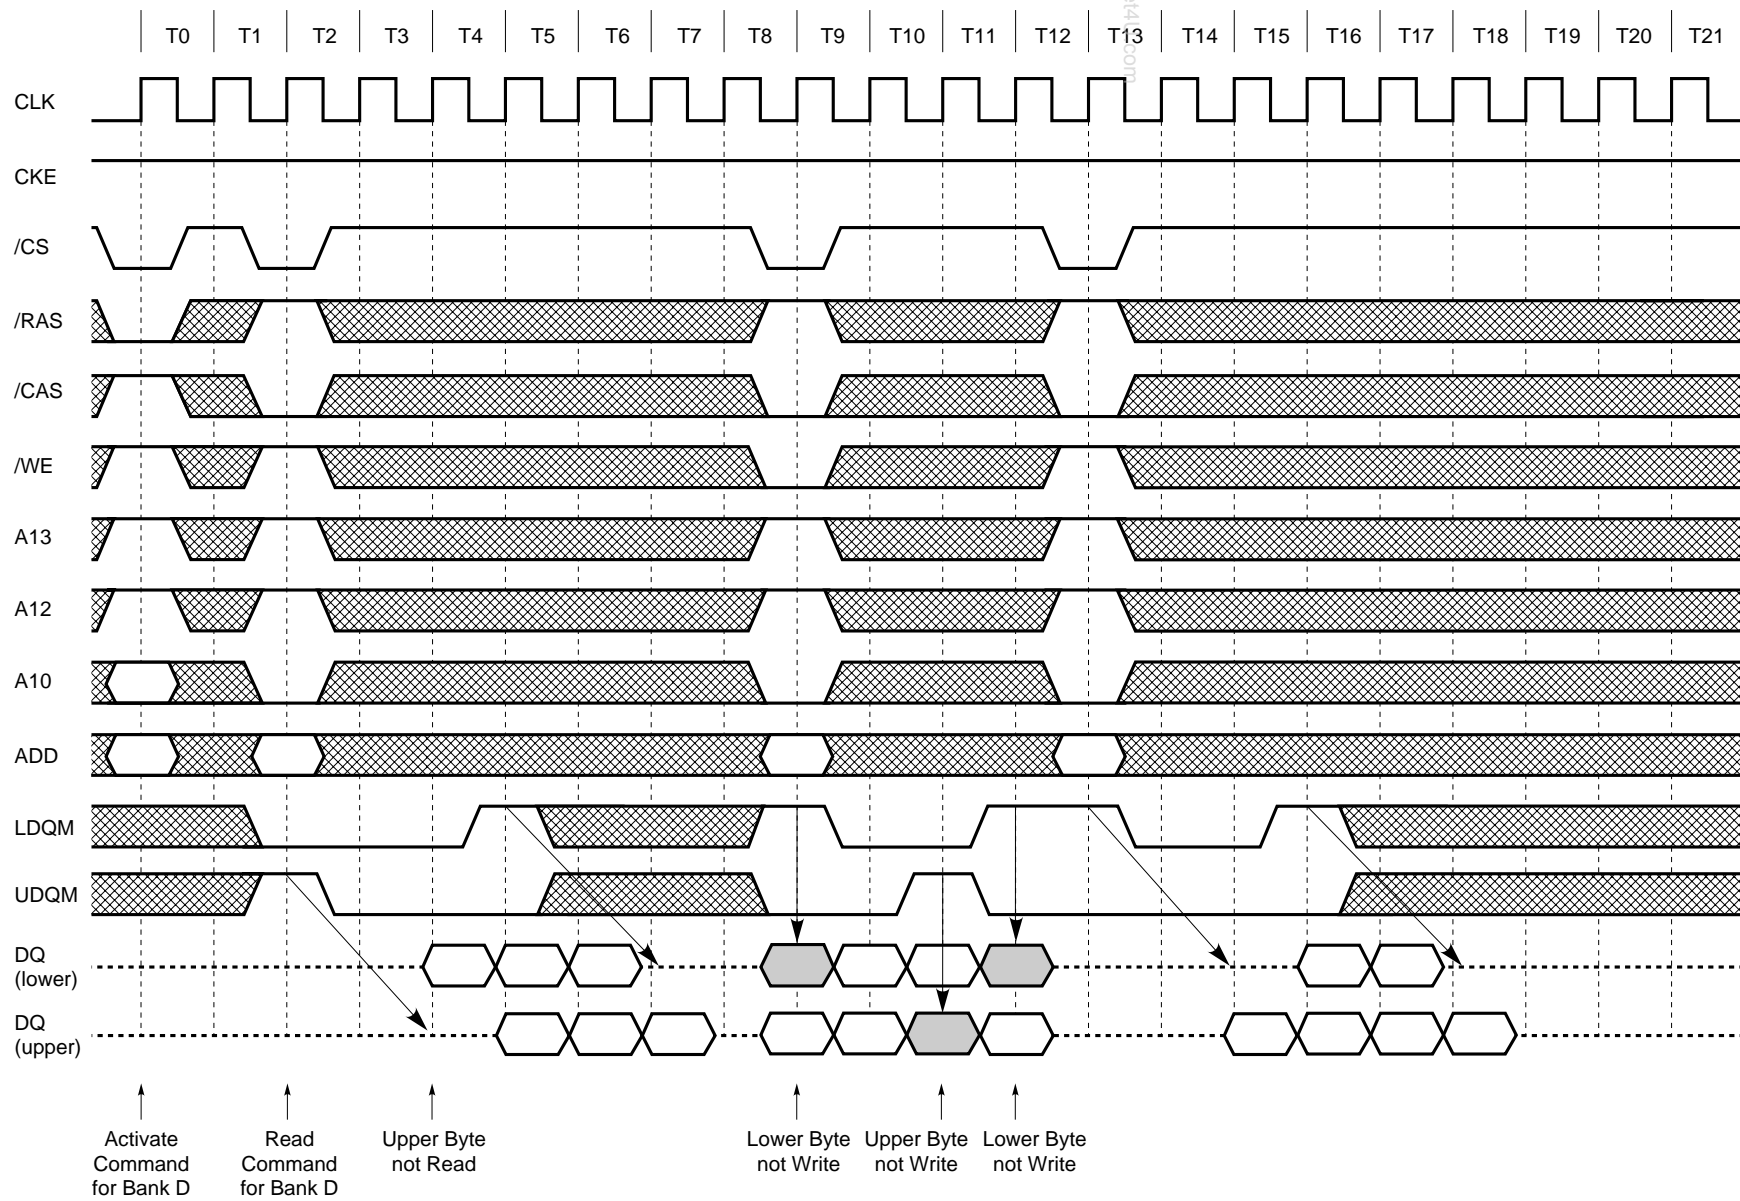 T0 T1 T2 T3 T4 T5 T6 T7 T8 T9 T10 T11 T12 T13 T14 T15 T16 T17 T18 T19 T20 T21
CLK
CKE
/CS
/RAS
/CAS
/WE
A13
A12
A10
ADD
LDQM
UDQM
DQ
(lower)
DQ
(upper)
Activate
Command
for Bank D
Read
Command
for Bank D
Upper Byte
not Read
Lower Byte
not Write
Upper Byte
not Write
Lower Byte
not Write